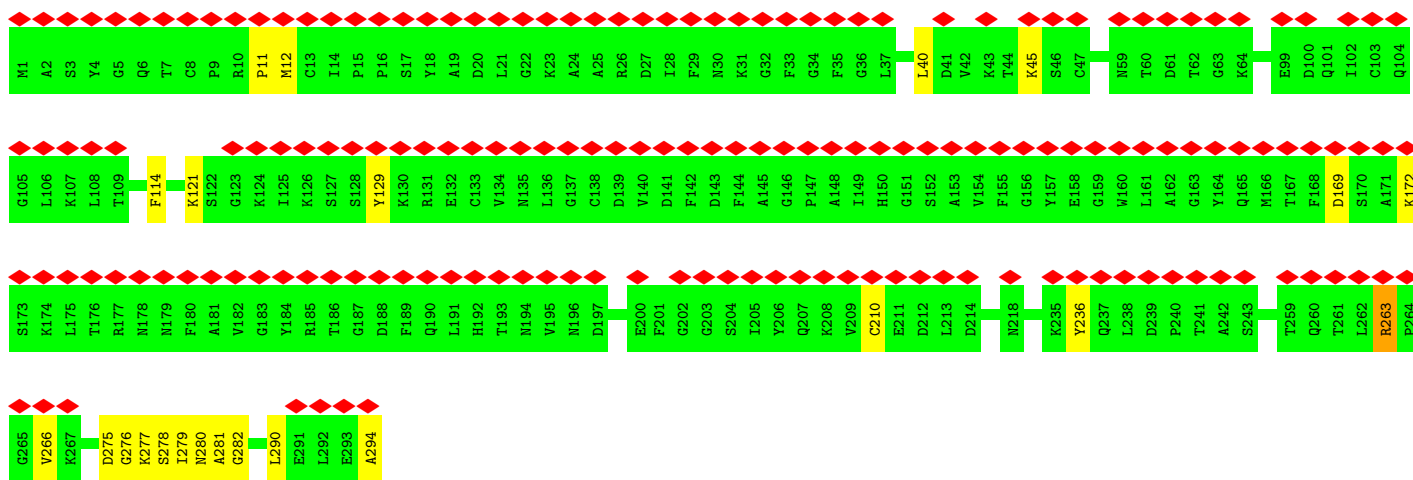 M1 A2 S3 Y4 G5 Q6 T7 C8 P9 R10 P11 M12 C13 I14 P15 P16 S17 Y18 A19 D20 L21 G22 K23 A24 A25 R26 D27 I28 F29 N30 K31 G32 F33 G34 F35 G36 L37 L40 D41 V42 K43 T44 K45 S46 C47 N59 T60 D61 T62 G63 K64 E99 D100 Q101 I102 C103 Q104
G105 L106 K107 L108 T109 F114 K121 S122 G123 K124 I125 K126 S127 S128 Y129 K130 R131 E132 C133 V134 N135 L136 G137 C138 D139 V140 D141 F142 D143 F144 A145 G146 P147 A148 I149 H150 G151 S152 A153 V154 F155 G156 Y157 E158 G159 W160 L161 A162 G163 Y164 Q165 M166 T167 F168 D169 S170 A171 K172
S173 K174 L175 T176 R177 N178 N179 F180 A181 V182 G183 Y184 R185 T186 G187 D188 F189 Q190 L191 H192 T193 N194 V195 N196 D197 E200 F201 G202 G203 S204 I205 Y206 Q207 K208 V209 C210 E211 D212 L213 D214 N218 K235 Y236 Q237 L238 D239 P240 T241 A242 S243 T259 Q260 T261 L262 R263 P264
G265 V266 K267 D275 G276 K277 S278 I279 N280 A281 G282 L290 E291 L292 E293 A294